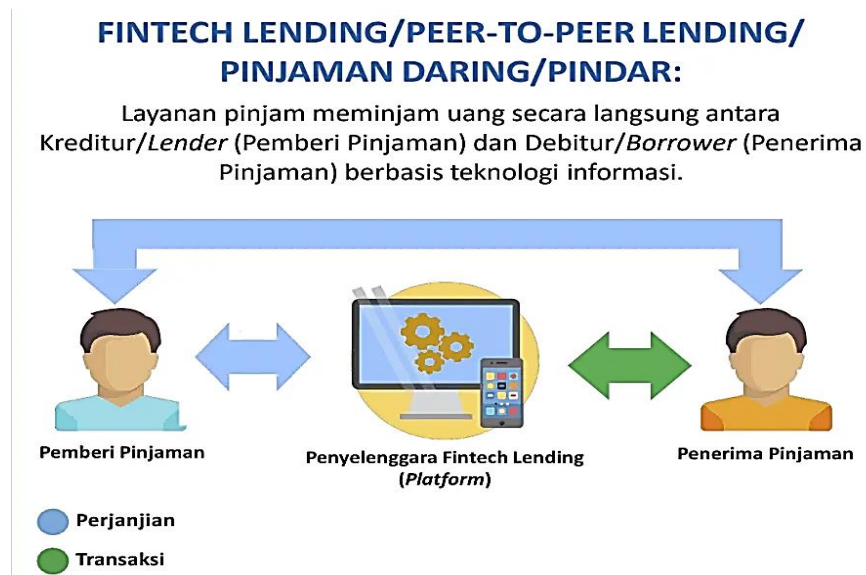 FINTECH LENDING/PEER-TO-PEER LENDING/
PINJAMAN DARING/PINDAR:
Layanan pinjam meminjam uang secara langsung antara
Kreditur/Lender (Pemberi Pinjaman) dan Debitur/Borrower (Penerima
Pinjaman) berbasis teknologi informasi.
Pemberi Pinjaman
Penyelenggara Fintech Lending
(Platform)
Penerima Pinjaman
Perjanjian
Transaksi